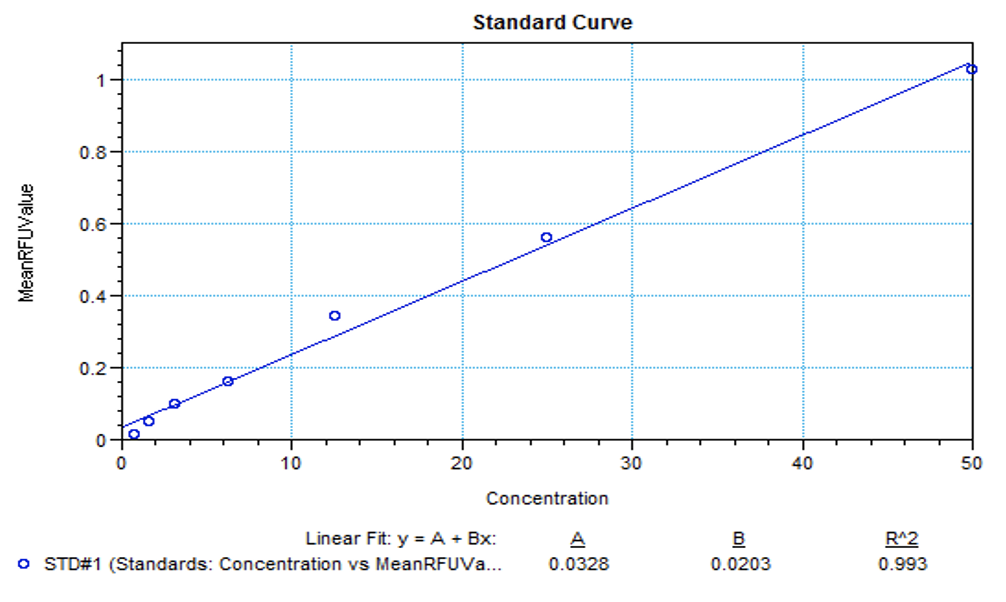 Standard Curve
MeanRFUValue
1
0.8
0.6
0.4
0.2
0
0 10 20 30 40 50
Concentration
Linear Fit: y = A + Bx: A B R^2
STD#1 (Standards: Concentration vs MeanRFUVa... 0.0328 0.0203 0.993